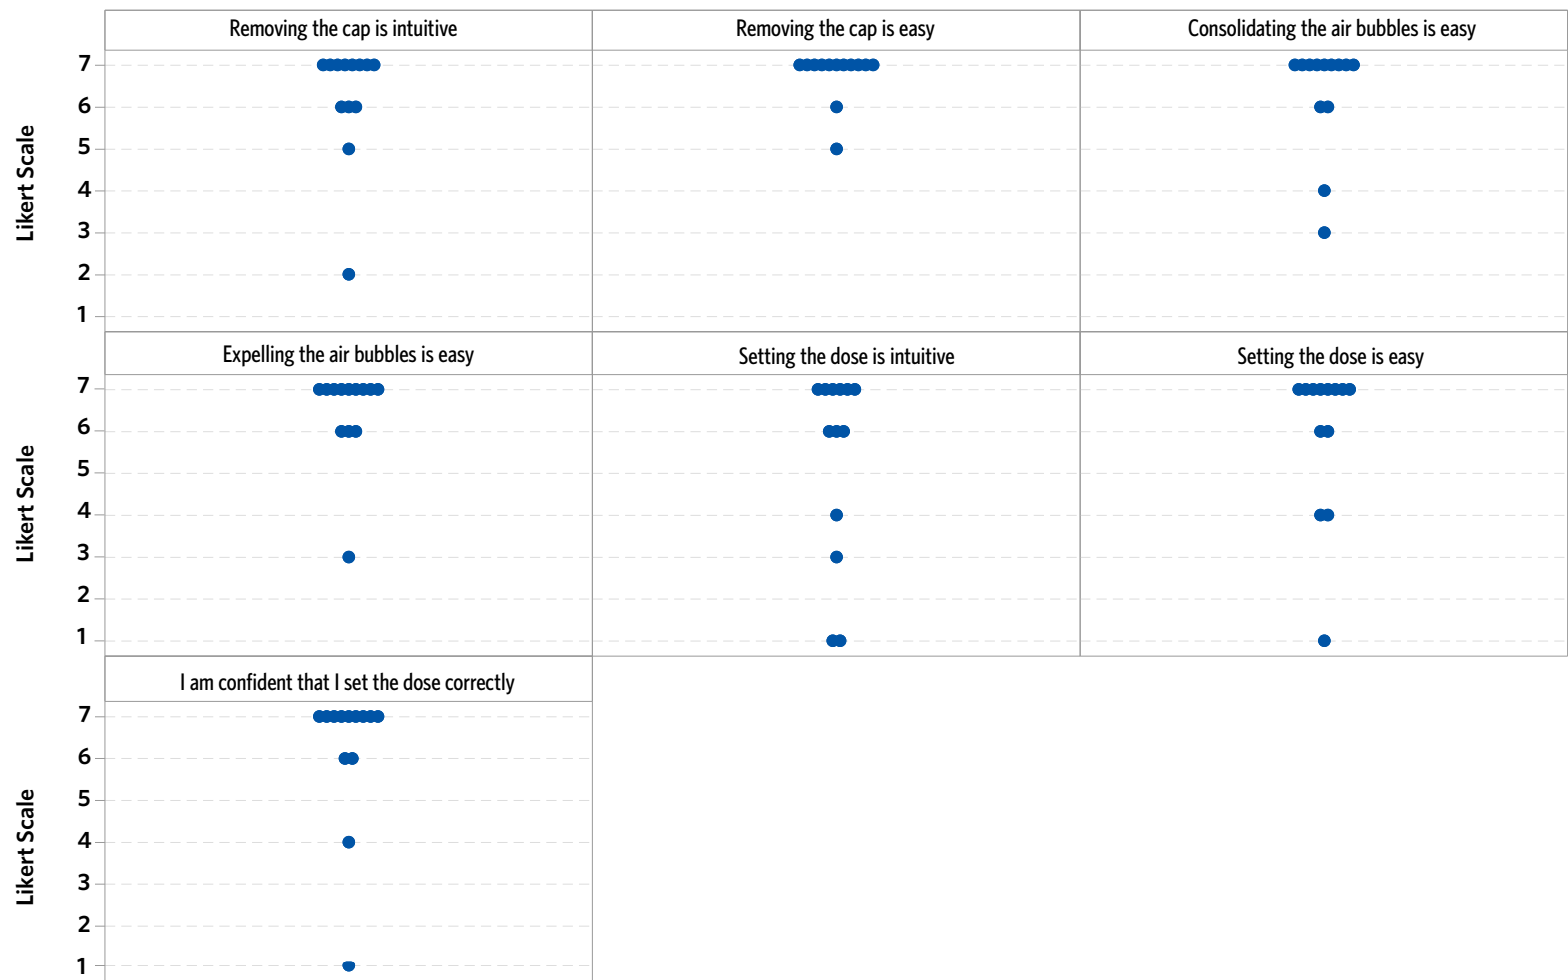 Removing the cap is intuitive
Removing the cap is easy
Consolidating the air bubbles is easy
Likert Scale
7
6
5
4
3
2
1
Expelling the air bubbles is easy
Setting the dose is intuitive
Setting the dose is easy
Likert Scale
7
6
5
4
3
2
1
I am confident that I set the dose correctly
Likert Scale
7
6
5
4
3
2
1